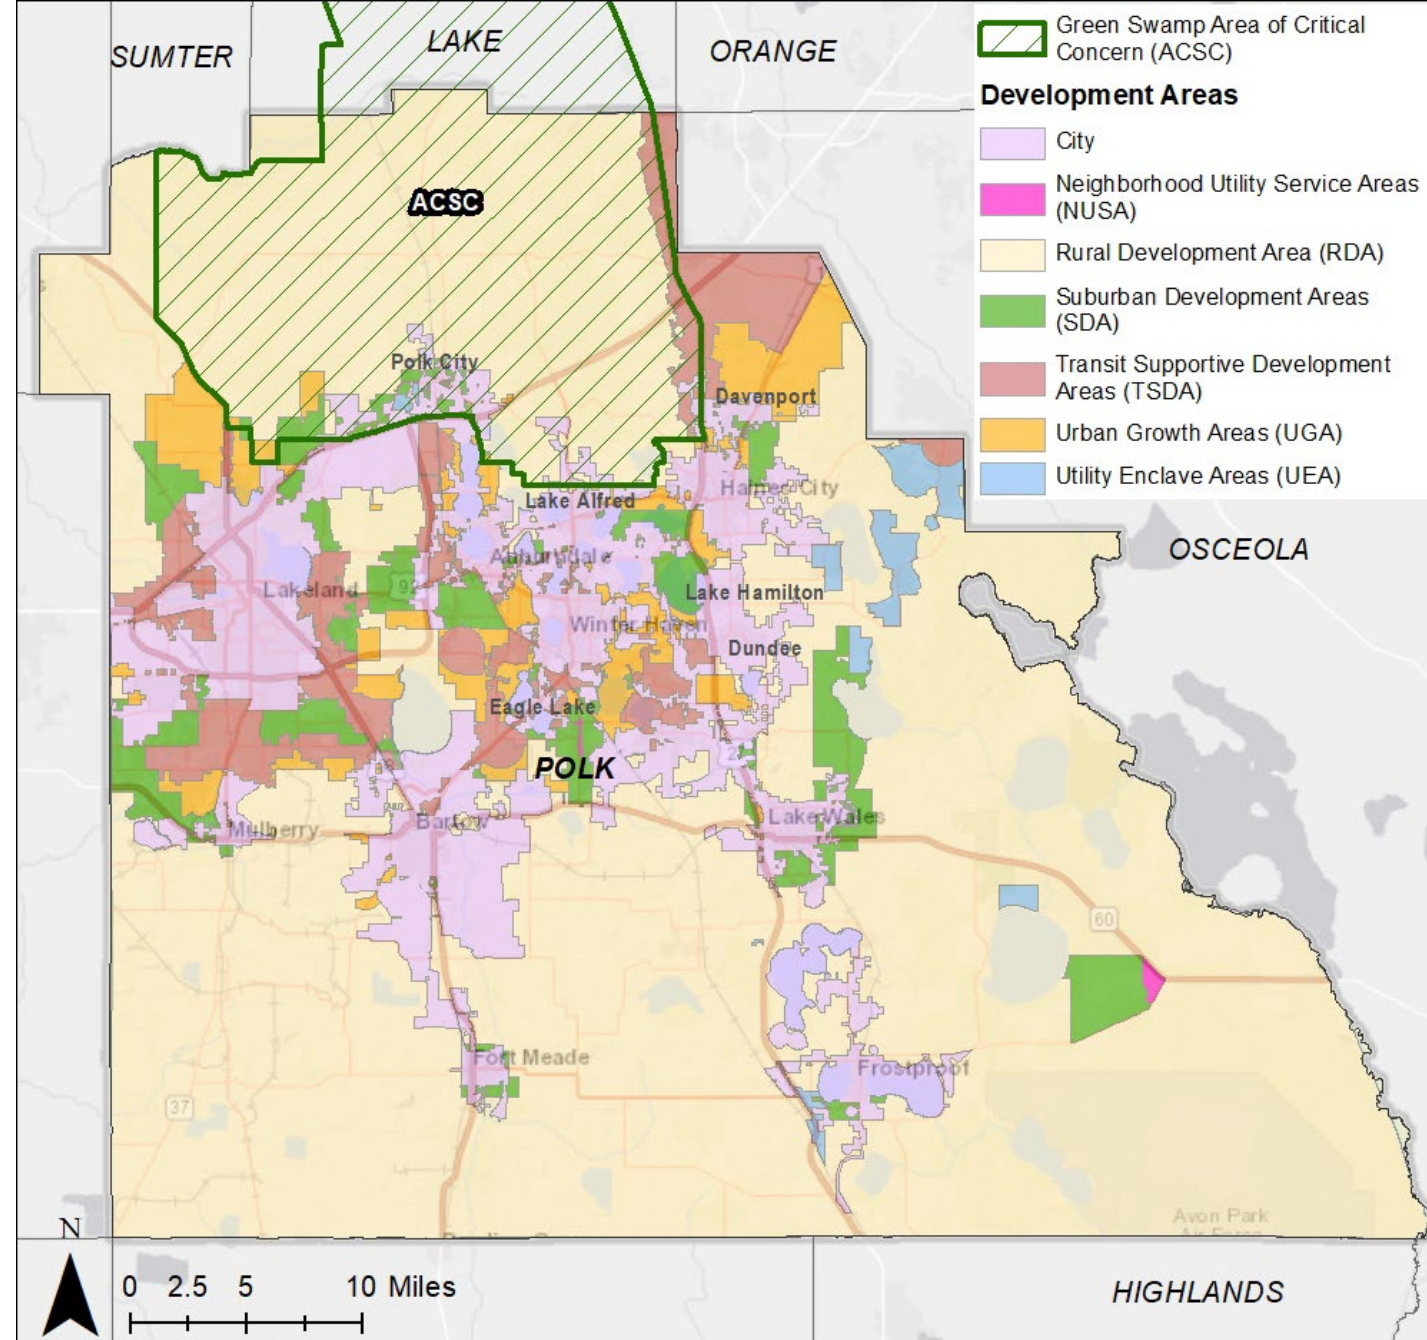 SUMTER
LAKE
ORANGE
Green Swamp Area of Critical
Concern (ACSC)
Development Areas
City
Neighborhood Utility Service Areas
(NUSA)
Rural Development Area (RDA)
Suburban Development Areas
(SDA)
Transit Supportive Development
Areas (TSDA)
Urban Growth Areas (UGA)
Utility Enclave Areas (UEA)
ACSC
Polk City
Davenport
Haines City
Lake Alfred
Auburndale
OSCEOLA
Lakeland
92
Lake Hamilton
Winter Haven
Dundee
Eagle Lake
POLK
Mulberry
Bartow
Lake Wales
60
Fort Meade
Frostproof
37
Avon Park
Air Force
N
0 2.5 5 10 Miles
HIGHLANDS